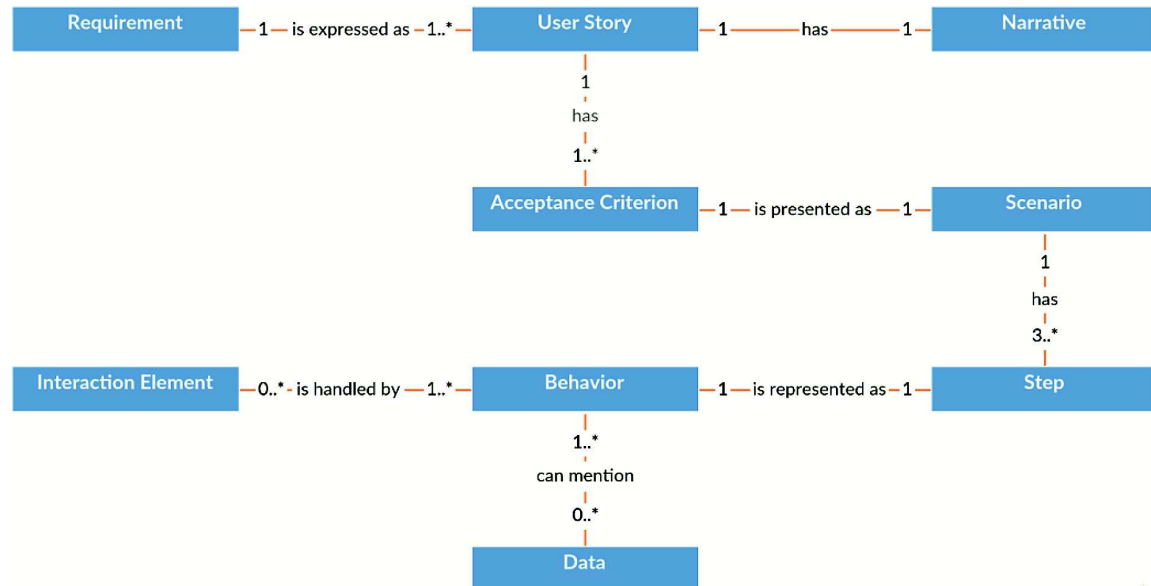 Requirement 1 is expressed as 1..* User Story 1 has 1 Narrative
1
has
1..*
Acceptance Criterion 1 is presented as 1 Scenario
1
has
3..*
Interaction Element 0..* is handled by 1..* Behavior 1 is represented as 1 Step
1..*
can mention
0..*
Data